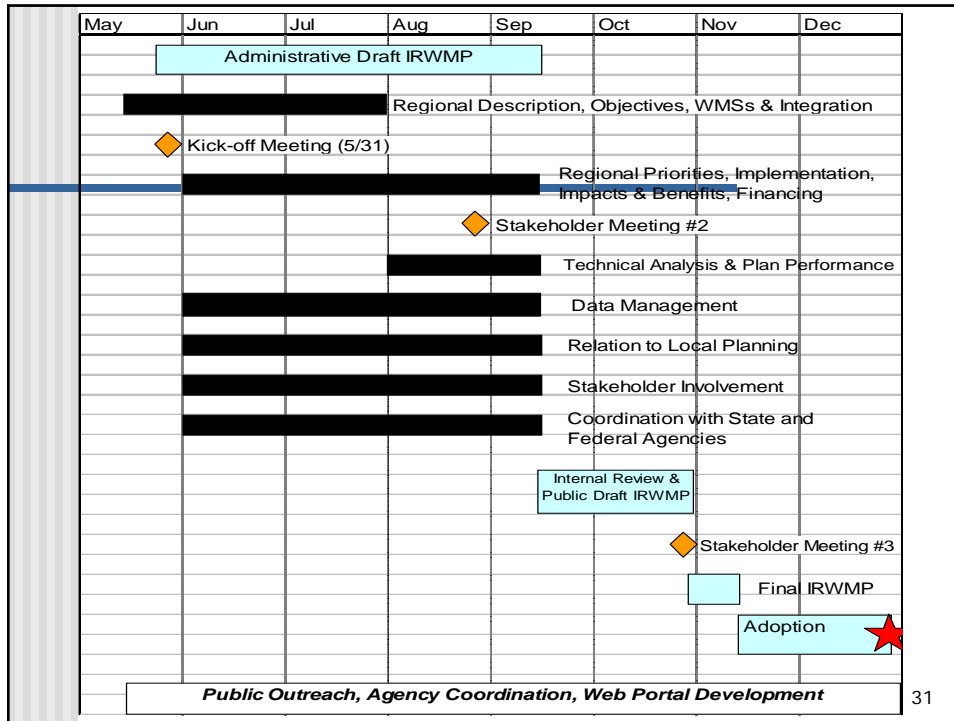 May Jun Jul Aug Sep Oct Nov Dec
Administrative Draft IRWMP
Regional Description, Objectives, WMSs & Integration
Kick-off Meeting (5/31)
Regional Priorities, Implementation,
Impacts & Benefits, Financing
Stakeholder Meeting #2
Technical Analysis & Plan Performance
Data Management
Relation to Local Planning
Stakeholder Involvement
Coordination with State and
Federal Agencies
Internal Review &
Public Draft IRWMP
Stakeholder Meeting #3
Final IRWMP
Adoption
Public Outreach, Agency Coordination, Web Portal Development
31